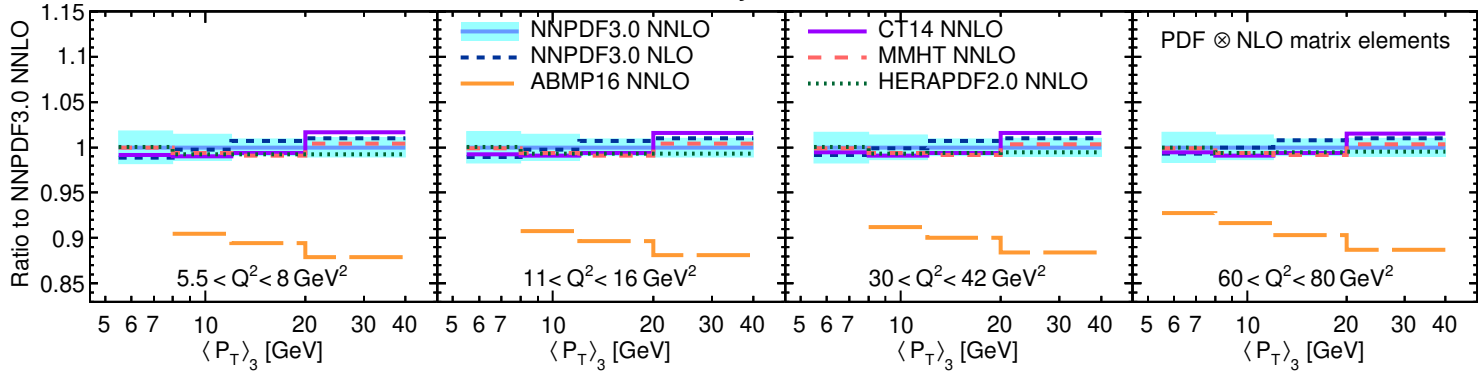 Ratio to NNPDF3.0 NNLO
1.15
1.1
1.05
1
0.95
0.9
0.85
NNPDF3.0 NNLO
NNPDF3.0 NLO
ABMP16 NNLO
CT14 NNLO
MMHT NNLO
HERAPDF2.0 NNLO
PDF ⊗ NLO matrix elements
5.5 < Q² < 8 GeV²
11 < Q² < 16 GeV²
30 < Q² < 42 GeV²
60 < Q² < 80 GeV²
5 6 7 10 20 30 40
5 6 7 10 20 30 40
5 6 7 10 20 30 40
5 6 7 10 20 30 40
⟨ P_T ⟩₃ [GeV]
⟨ P_T ⟩₃ [GeV]
⟨ P_T ⟩₃ [GeV]
⟨ P_T ⟩₃ [GeV]